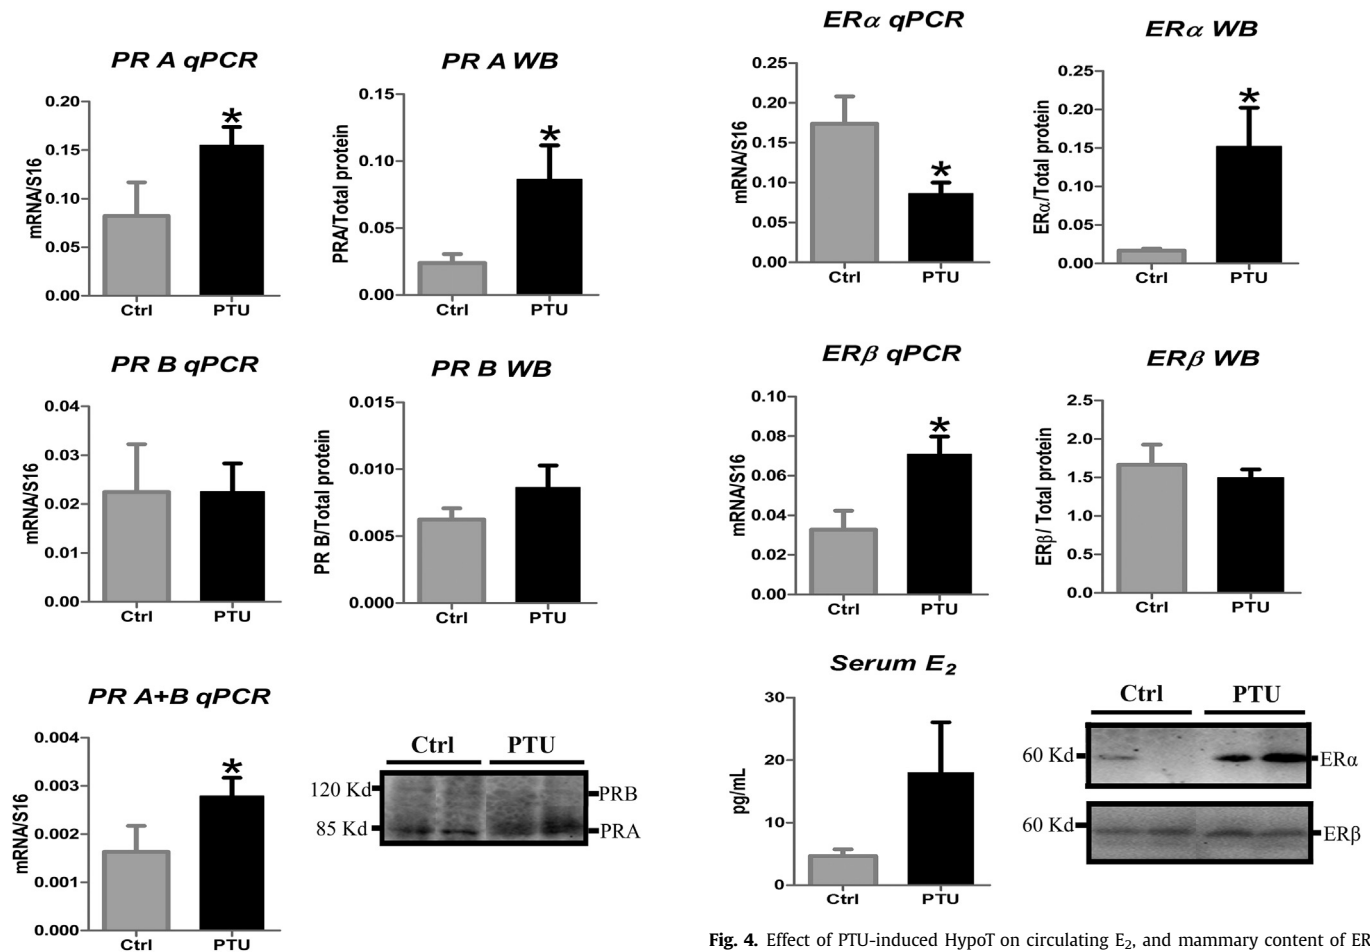 PR A qPCR
mRNA/S16
0.20
0.15
0.10
0.05
0.00
*
Ctrl PTU
PR A WB
PRA/Total protein
0.15
0.10
0.05
0.00
*
Ctrl PTU
PR B qPCR
mRNA/S16
0.04
0.03
0.02
0.01
0.00
Ctrl PTU
PR B WB
PR B/Total protein
0.015
0.010
0.005
0.000
Ctrl PTU
PR A+B qPCR
mRNA/S16
0.004
0.003
0.002
0.001
0.000
*
Ctrl PTU
Ctrl PTU
120 Kd
PRB
85 Kd
PRA
ERα qPCR
mRNA/S16
0.25
0.20
0.15
0.10
0.05
0.00
*
Ctrl PTU
ERα WB
ERα/Total protein
0.25
0.20
0.15
0.10
0.05
0.00
*
Ctrl PTU
ERβ qPCR
mRNA/S16
0.10
0.08
0.06
0.04
0.02
0.00
*
Ctrl PTU
ERβ WB
ERβ/ Total protein
2.5
2.0
1.5
1.0
0.5
0.0
Ctrl PTU
Serum E₂
pg/mL
30
20
10
0
Ctrl PTU
Ctrl PTU
60 Kd
ERα
60 Kd
ERβ
Fig. 4. Effect of PTU-induced HypoT on circulating E₂, and mammary content of ER